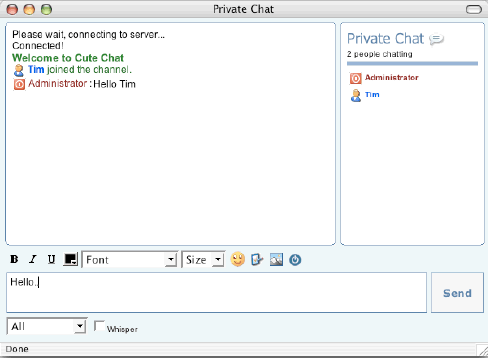 Private Chat
Please wait, connecting to server...
Connected!
Welcome to Cute Chat
Tim joined the channel.
Administrator : Hello Tim
Private Chat
2 people chatting
Administrator
Tim
B I U Font Size
Hello.
Send
All Whisper
Done